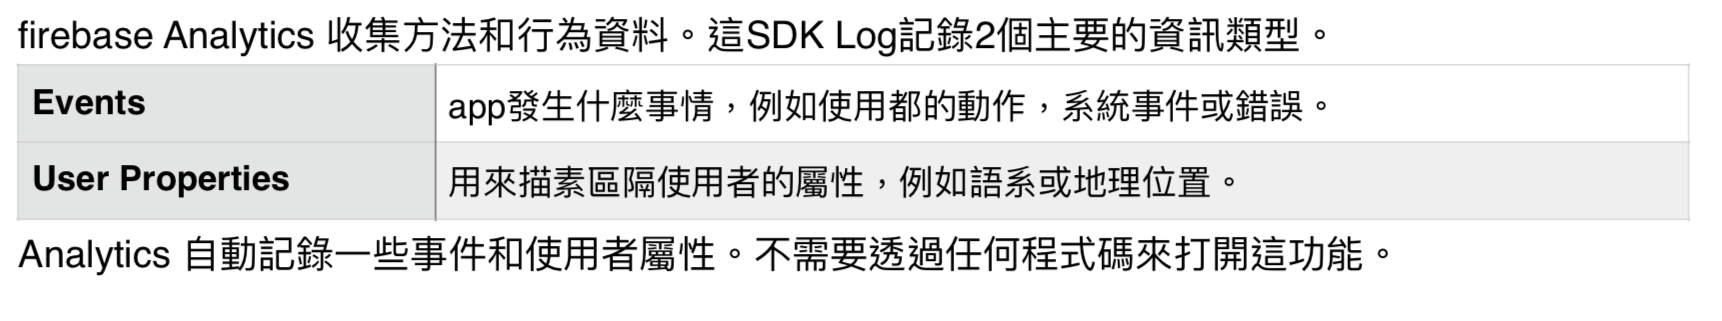 firebase Analytics 收集方法和行為資料。這SDK Log記錄2個主要的資訊類型。
Events
app發生什麼事情，例如使用都的動作，系統事件或錯誤。
User Properties
用來描素區隔使用者的屬性，例如語系或地理位置。
Analytics 自動記錄一些事件和使用者屬性。不需要透過任何程式碼來打開這功能。